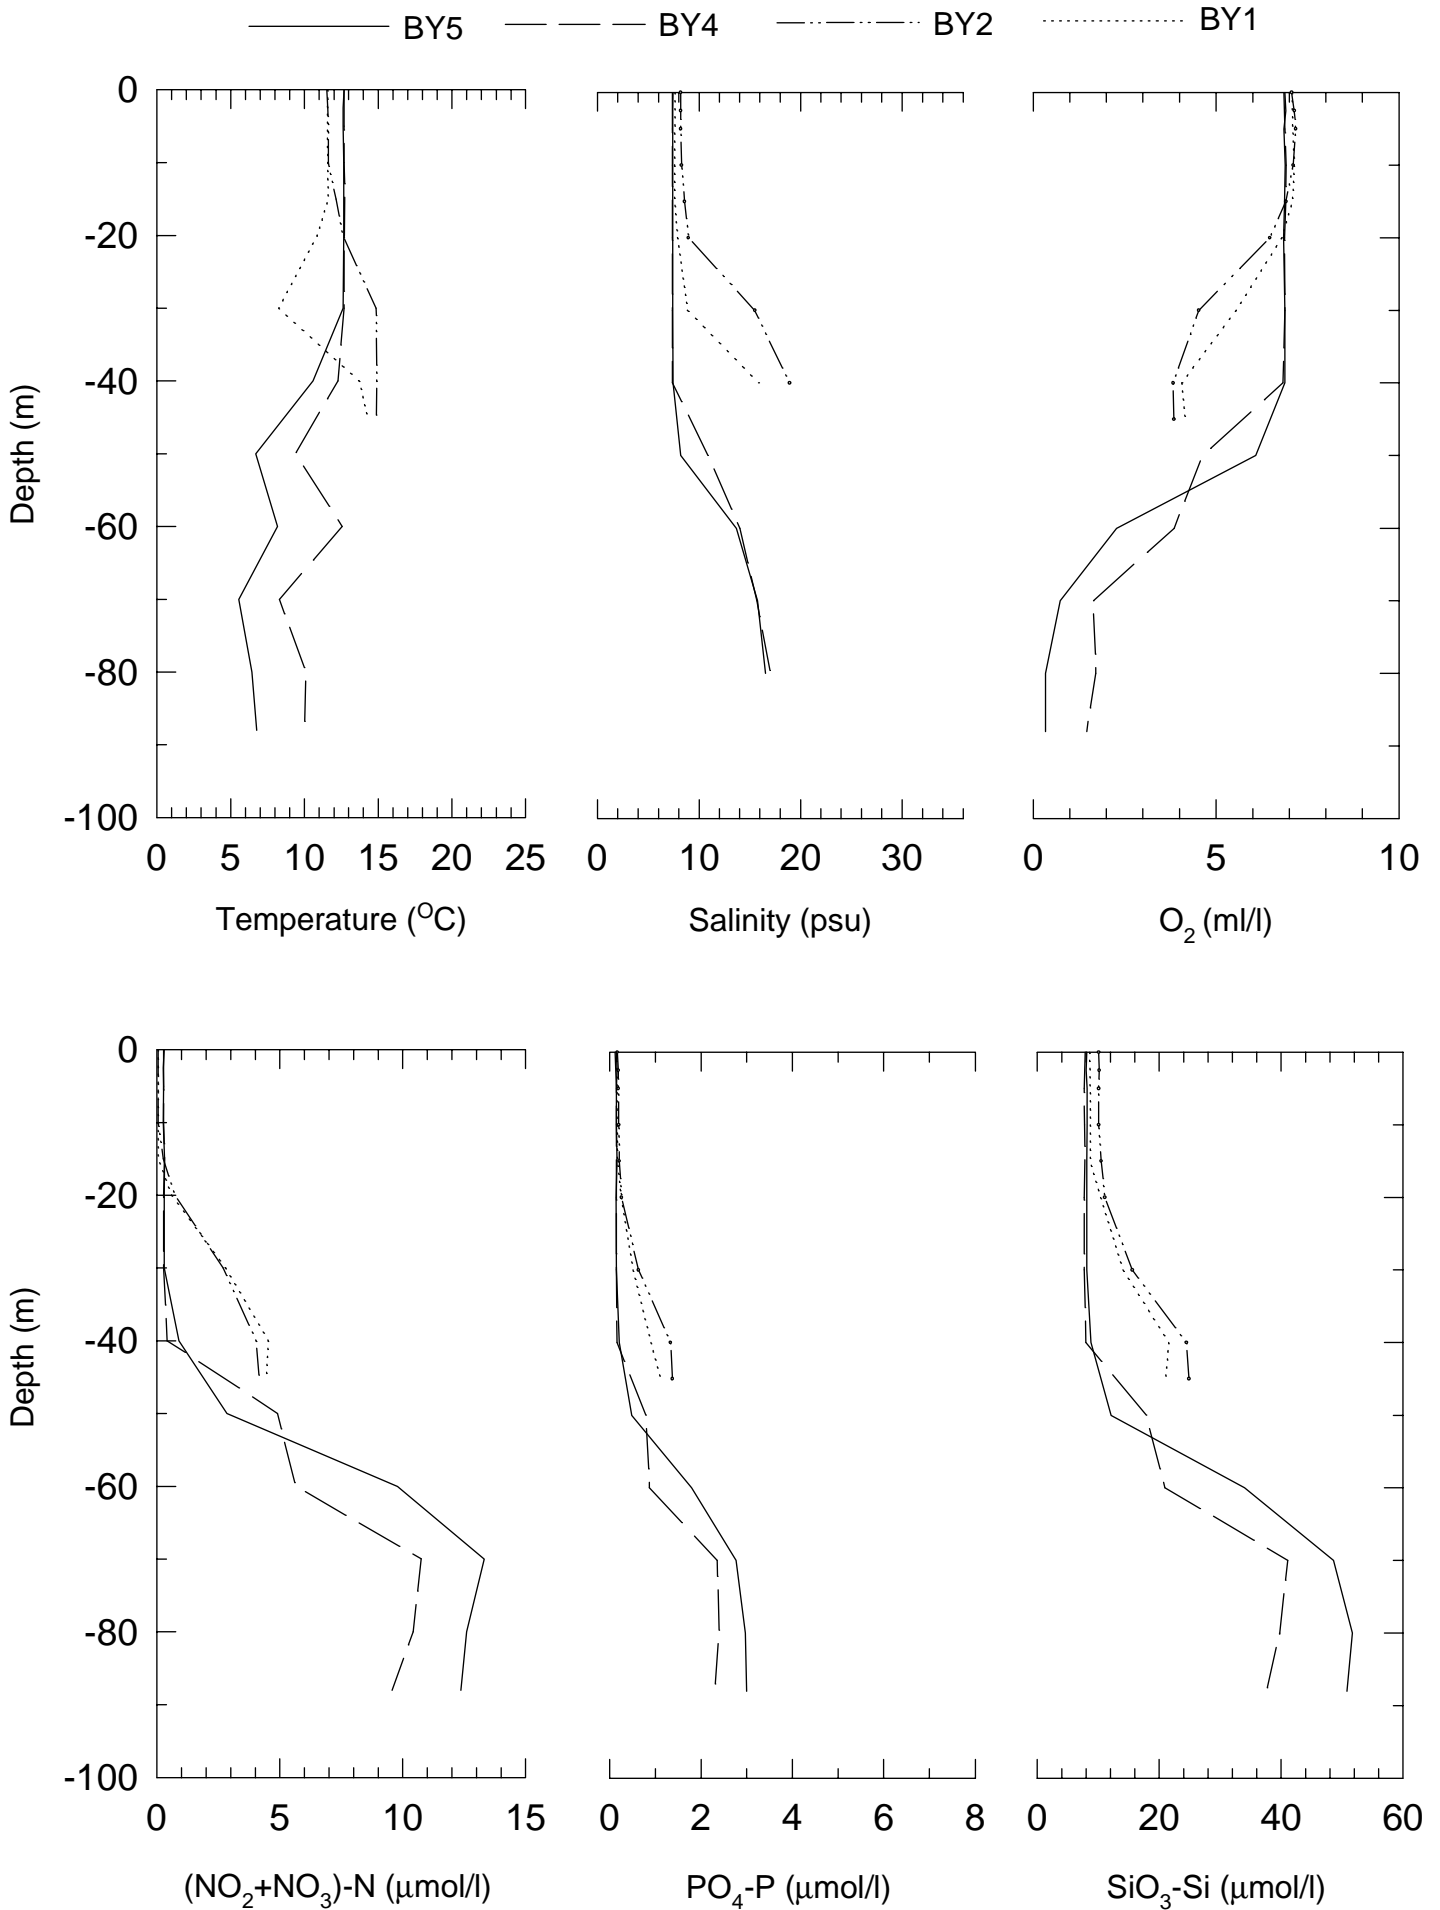 BY5 BY4 BY2 BY1
0
-20
-40
-60
-80
-100
Depth (m)
0 5 10 15 20 25
Temperature (ᴼC)
0 10 20 30
Salinity (psu)
0 5 10
O₂ (ml/l)
0
-20
-40
-60
-80
-100
Depth (m)
0 5 10 15
(NO₂+NO₃)-N (μmol/l)
0 2 4 6 8
PO₄-P (μmol/l)
0 20 40 60
SiO₃-Si (μmol/l)